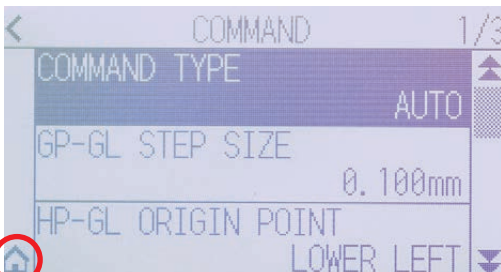 COMMAND 1/3
COMMAND TYPE
AUTO
GP-GL STEP SIZE
0.100mm
HP-GL ORIGIN POINT
LOWER LEFT